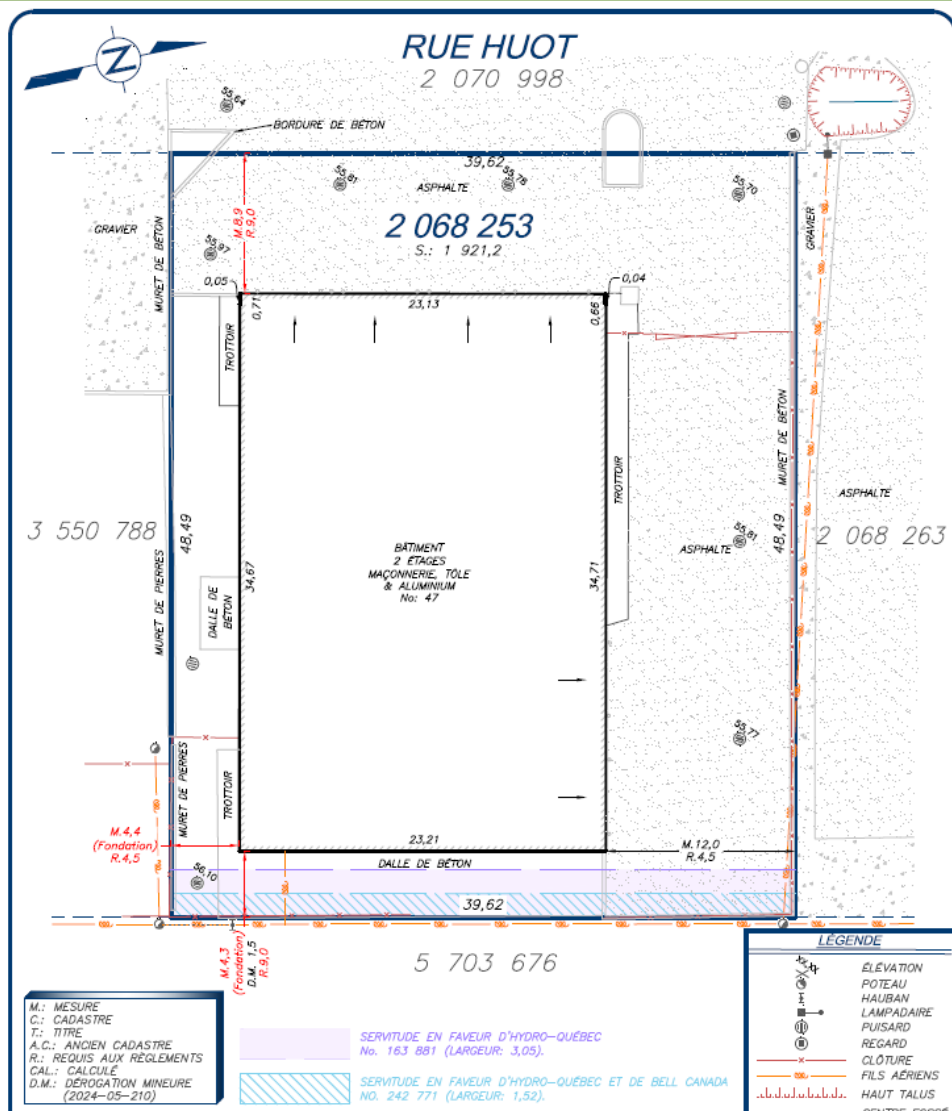 Z
RUE HUOT
2 070 998
55,64
BORDURE DE BÉTON
39,62
55,81
55,78
55,70
ASPHALTE
M.8,9
R.9,0
2 068 253
S.: 1 921,2
GRAVIER
MURET DE BÉTON
GRAVIER
55,97
0,05
0,04
0,71
23,13
0,66
TROTTOIR
TROTTOIR
MURET DE BÉTON
ASPHALTE
3 550 788
48,49
34,67
BÂTIMENT
2 ÉTAGES
MAÇONNERIE, TÔLE
& ALUMINIUM
No: 47
34,71
ASPHALTE
55,81
48,49
2 068 263
MURET DE PIERRES
DALLE DE
BÉTON
55,77
MURET DE PIERRES
TROTTOIR
M.4,4
(Fondation)
R.4,5
23,21
M.12,0
R.4,5
DALLE DE BÉTON
56,10
39,62
M.4,3
(Fondation)
D.M. 1,5
R.9,0
5 703 676
M.: MESURE
C.: CADASTRE
T.: TITRE
A.C.: ANCIEN CADASTRE
R.: REQUIS AUX RÈGLEMENTS
CAL.: CALCULÉ
D.M.: DÉROGATION MINEURE
(2024-05-210)
SERVITUDE EN FAVEUR D'HYDRO-QUÉBEC
No. 163 881 (LARGEUR: 3,05).
SERVITUDE EN FAVEUR D'HYDRO-QUÉBEC ET DE BELL CANADA
NO. 242 771 (LARGEUR: 1,52).
LÉGENDE
XX,XX ÉLÉVATION
POTEAU
HAUBAN
LAMPADAIRE
PUISARD
REGARD
CLÔTURE
FILS AÉRIENS
HAUT TALUS
CENTRE FOSSÉ